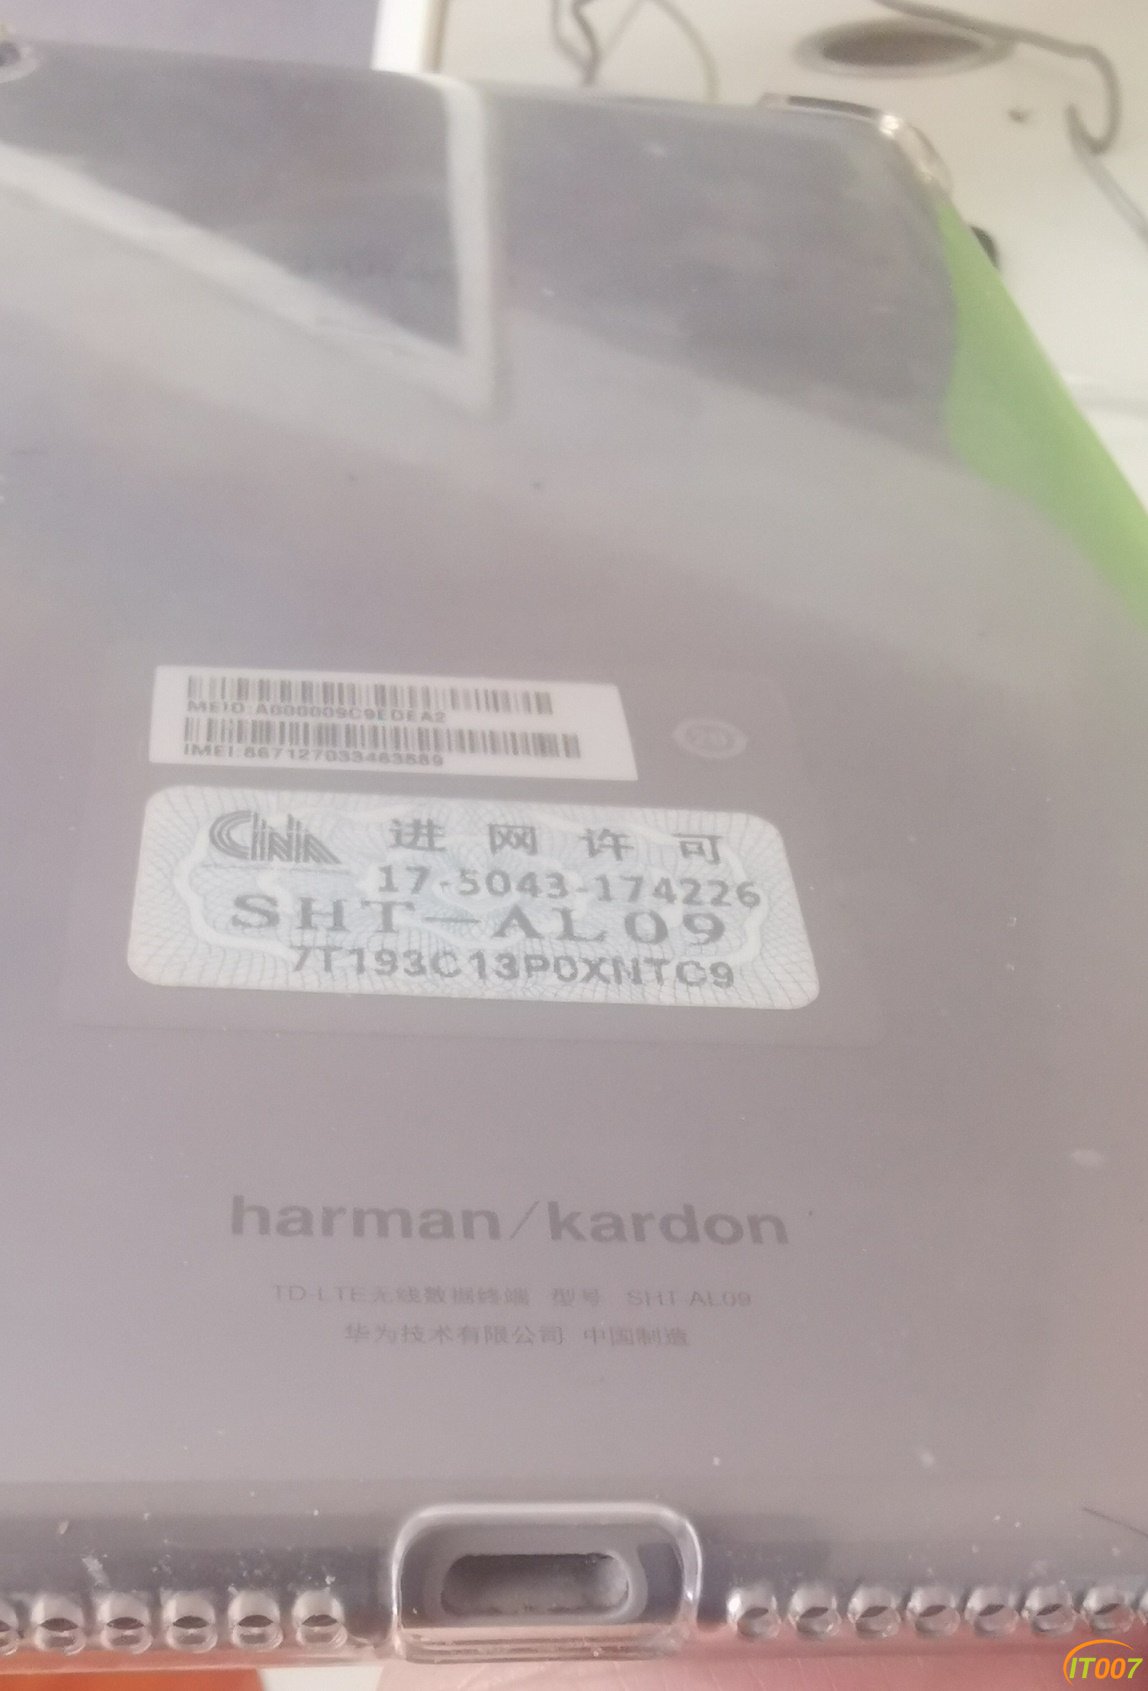 MEID:A000009C9EDEA2
IMEI:867127033463589
进网许可
17-5043-174226
SHT-AL09
7T193C13P0XNTC9
harman/kardon
TD-LTE无线数据终端 型号 SHT-AL09
华为技术有限公司 中国制造
IT007